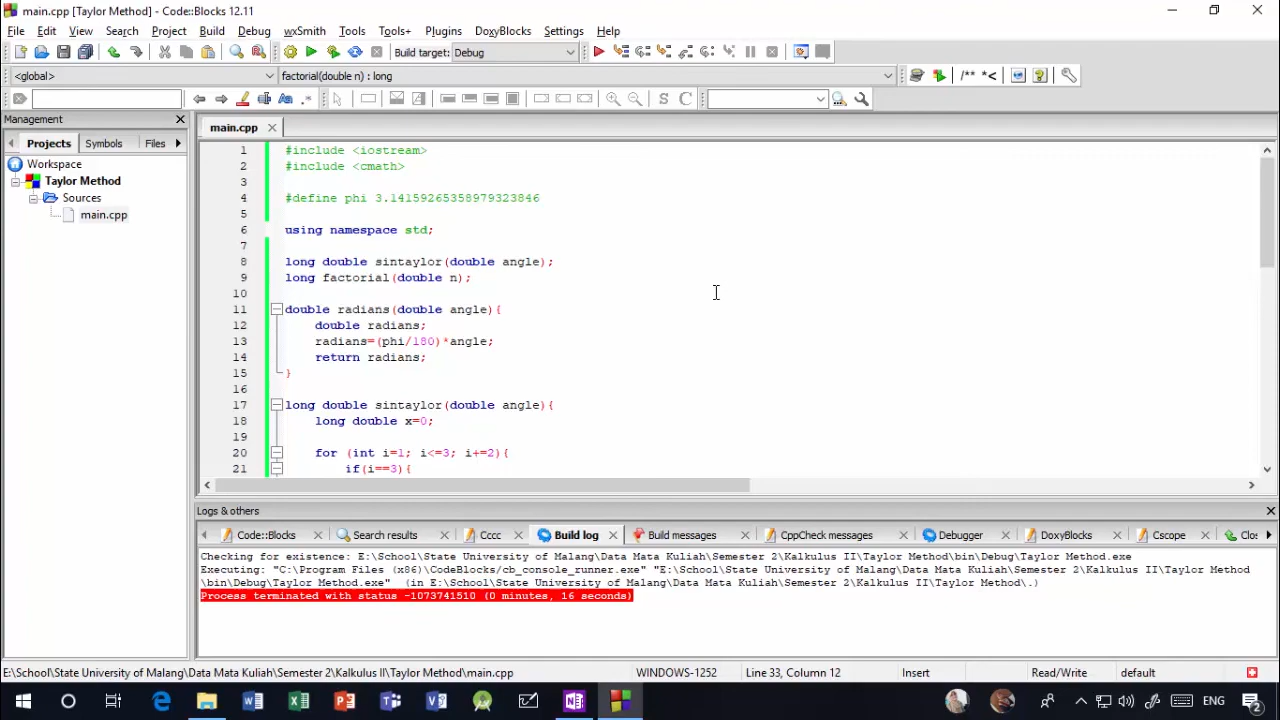 main.cpp [Taylor Method] - Code::Blocks 12.11
File Edit View Search Project Build Debug wxSmith Tools Tools+ Plugins DoxyBlocks Settings Help
Build target: Debug
<global> factorial(double n) : long /** *<
.* S C
Management
main.cpp
Projects Symbols Files
Workspace
Taylor Method
Sources
main.cpp
1 #include <iostream>
2 #include <cmath>
3
4 #define phi 3.14159265358979323846
5
6 using namespace std;
7
8 long double sintaylor(double angle);
9 long factorial(double n);
10
11 double radians(double angle){
12 double radians;
13 radians=(phi/180)*angle;
14 return radians;
15 }
16
17 long double sintaylor(double angle){
18 long double x=0;
19
20 for (int i=1; i<=3; i+=2){
21 if(i==3){
Logs & others
Code::Blocks Search results Cccc Build log Build messages CppCheck messages Debugger DoxyBlocks Cscope Clos
Checking for existence: E:\School\State University of Malang\Data Mata Kuliah\Semester 2\Kalkulus II\Taylor Method\bin\Debug\Taylor Method.exe
Executing: "C:\Program Files (x86)\CodeBlocks/cb_console_runner.exe" "E:\School\State University of Malang\Data Mata Kuliah\Semester 2\Kalkulus II\Taylor Method
\bin\Debug\Taylor Method.exe" (in E:\School\State University of Malang\Data Mata Kuliah\Semester 2\Kalkulus II\Taylor Method\.)
Process terminated with status -1073741510 (0 minutes, 16 seconds)
E:\School\State University of Malang\Data Mata Kuliah\Semester 2\Kalkulus II\Taylor Method\main.cpp WINDOWS-1252 Line 33, Column 12 Insert Read/Write default
ENG 2